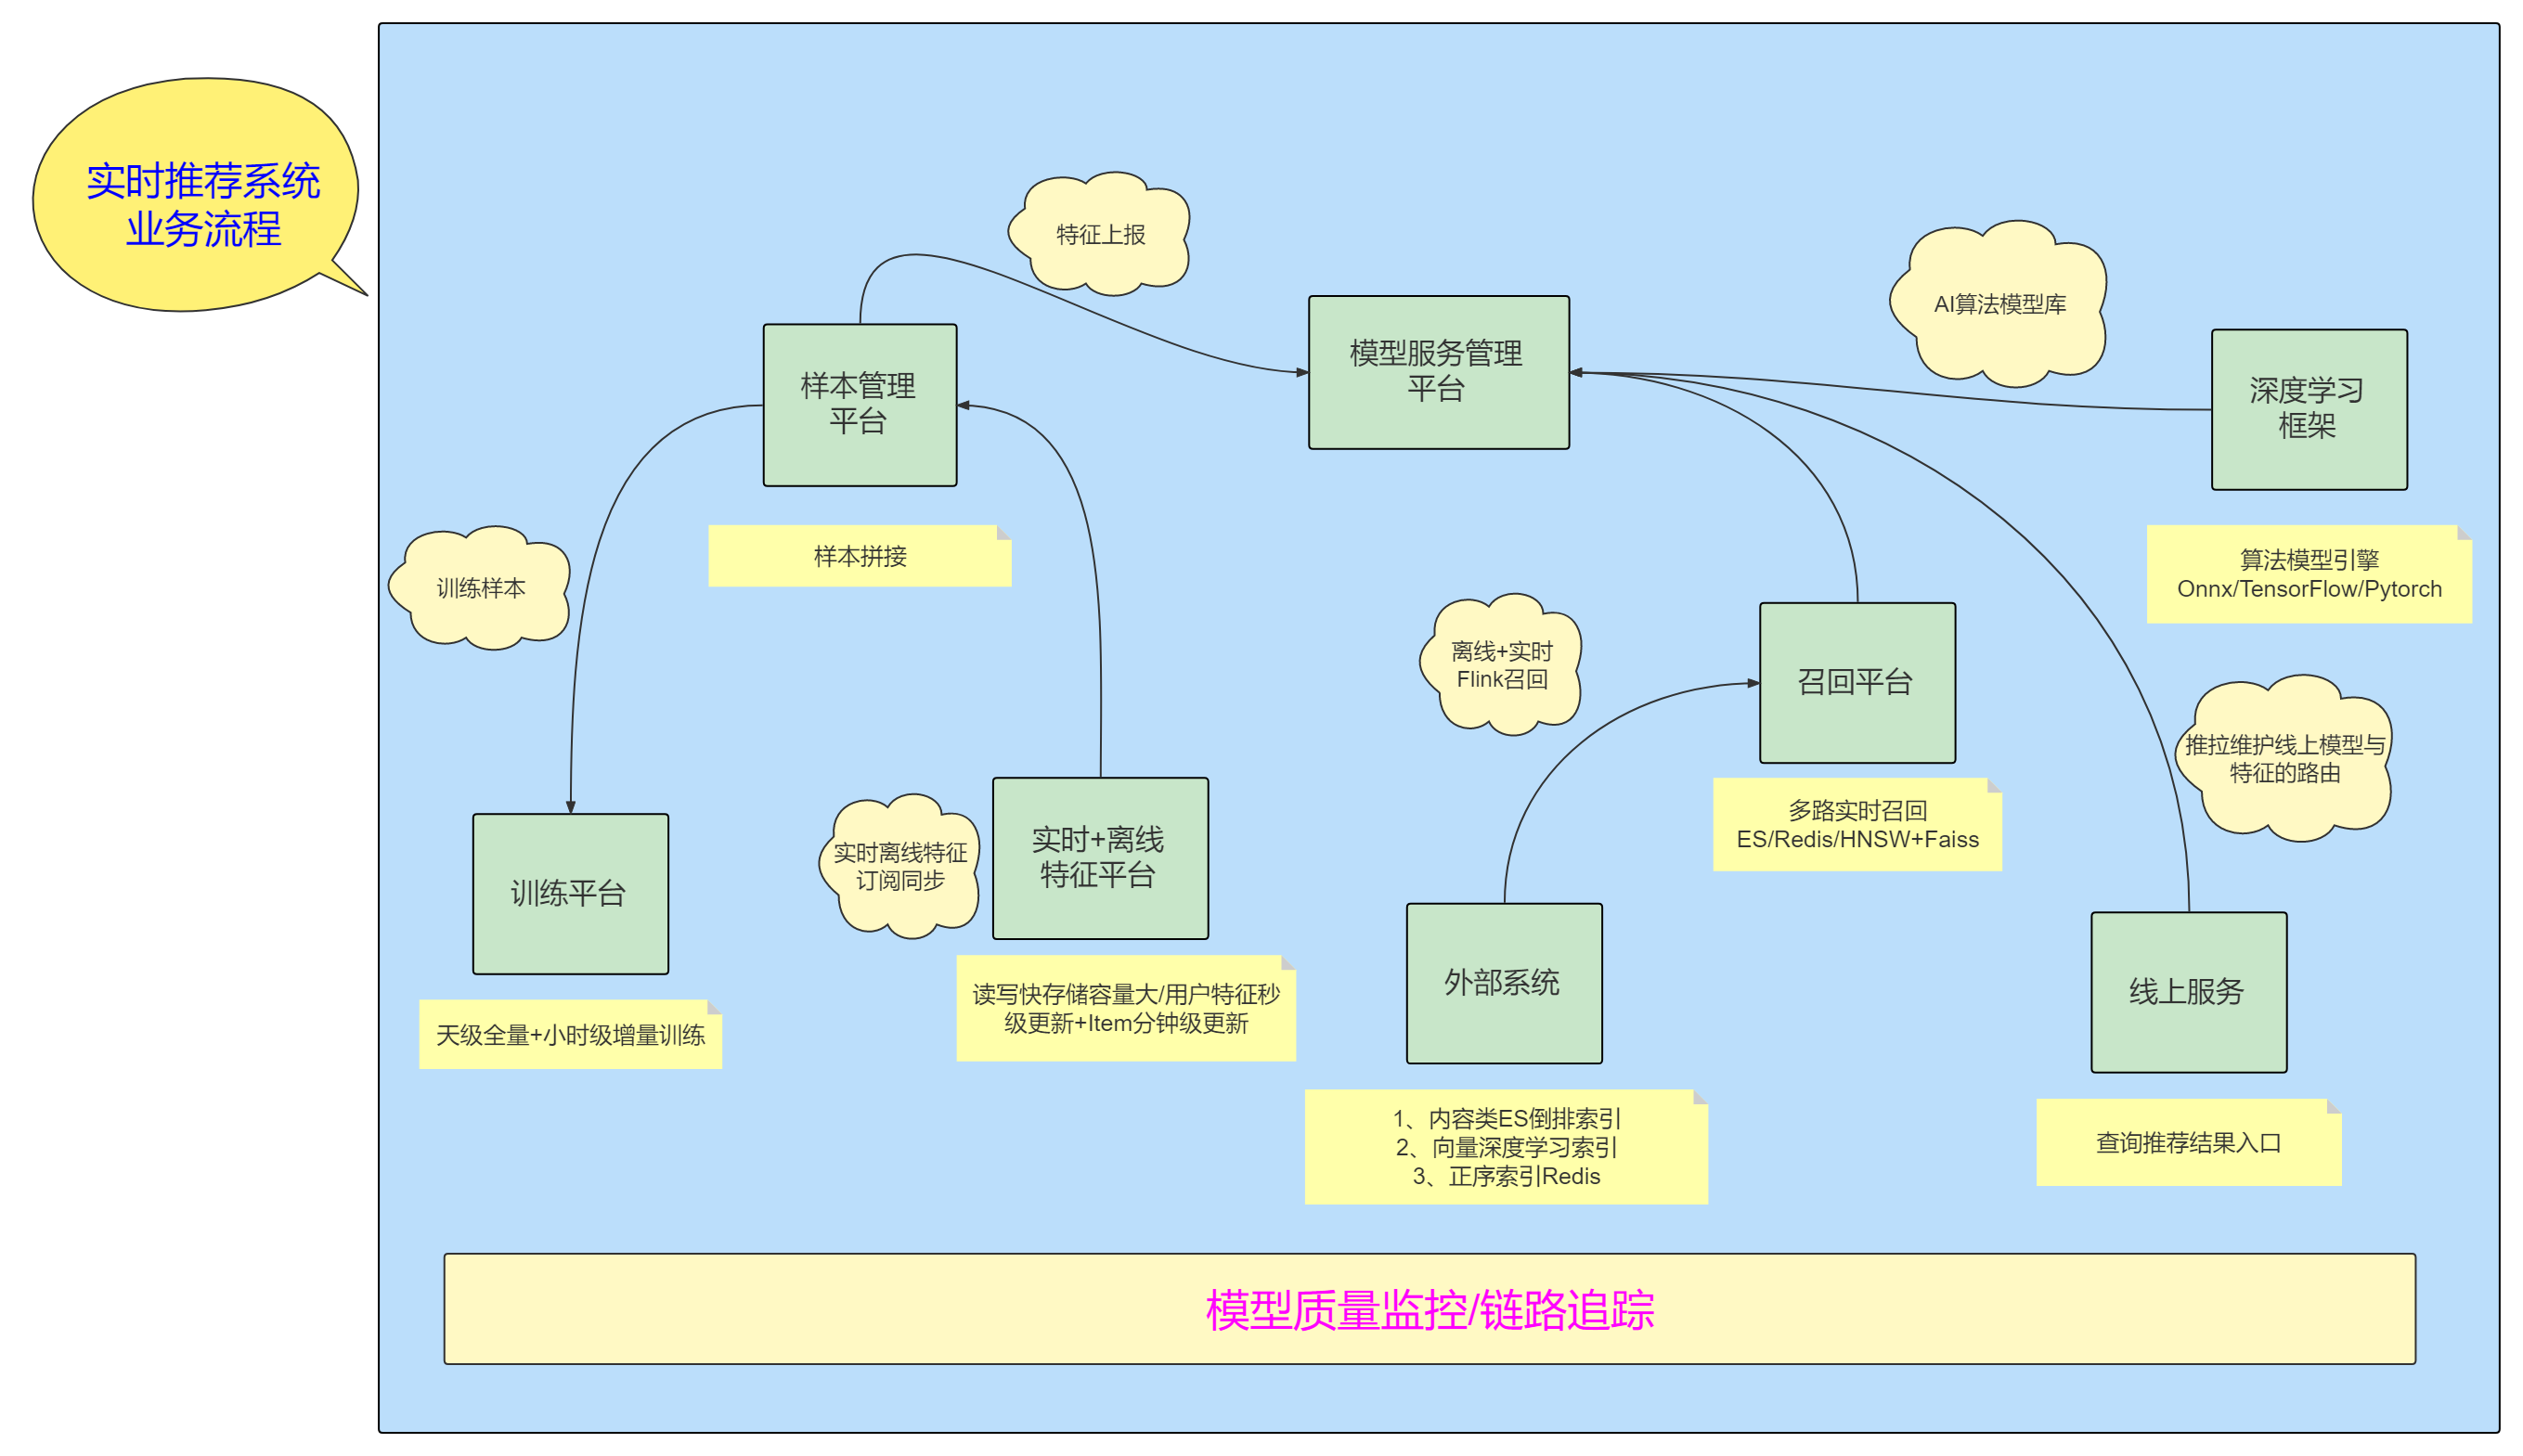 实时推荐系统
业务流程
特征上报
AI算法模型库
样本管理
平台
模型服务管理
平台
深度学习
框架
样本拼接
训练样本
算法模型引擎
Onnx/TensorFlow/Pytorch
离线+实时
Flink召回
召回平台
推拉维护线上模型与
特征的路由
多路实时召回
ES/Redis/HNSW+Faiss
训练平台
实时离线特征
订阅同步
实时+离线
特征平台
外部系统
线上服务
天级全量+小时级增量训练
读写快存储容量大/用户特征秒
级更新+Item分钟级更新
1、内容类ES倒排索引
2、向量深度学习索引
3、正序索引Redis
查询推荐结果入口
模型质量监控/链路追踪